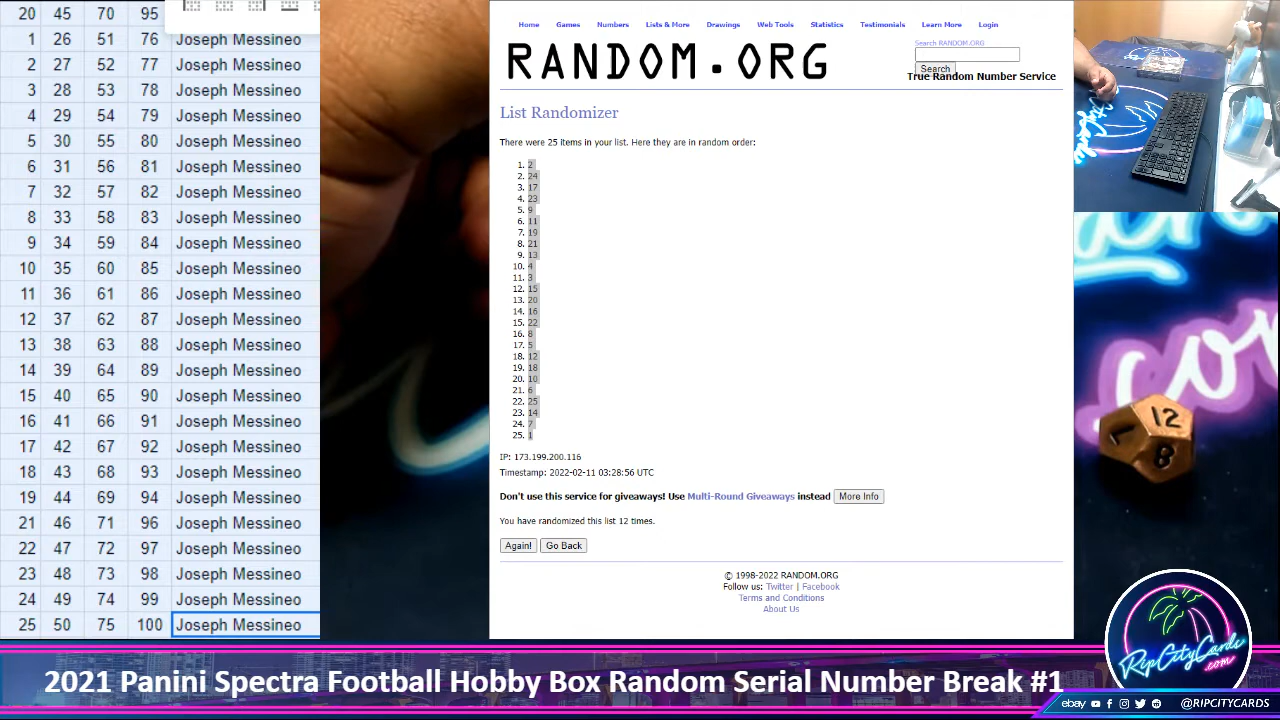 20 45 70 95
1 26 51 76 Joseph Messineo
2 27 52 77 Joseph Messineo
3 28 53 78 Joseph Messineo
4 29 54 79 Joseph Messineo
5 30 55 80 Joseph Messineo
6 31 56 81 Joseph Messineo
7 32 57 82 Joseph Messineo
8 33 58 83 Joseph Messineo
9 34 59 84 Joseph Messineo
10 35 60 85 Joseph Messineo
11 36 61 86 Joseph Messineo
12 37 62 87 Joseph Messineo
13 38 63 88 Joseph Messineo
14 39 64 89 Joseph Messineo
15 40 65 90 Joseph Messineo
16 41 66 91 Joseph Messineo
17 42 67 92 Joseph Messineo
18 43 68 93 Joseph Messineo
19 44 69 94 Joseph Messineo
21 46 71 96 Joseph Messineo
22 47 72 97 Joseph Messineo
23 48 73 98 Joseph Messineo
24 49 74 99 Joseph Messineo
25 50 75 100 Joseph Messineo
Home Games Numbers Lists & More Drawings Web Tools Statistics Testimonials Learn More Login
RANDOM.ORG
Search RANDOM.ORG
Search
True Random Number Service
List Randomizer
There were 25 items in your list. Here they are in random order:
1. 2
2. 24
3. 17
4. 23
5. 9
6. 11
7. 19
8. 21
9. 13
10. 4
11. 3
12. 15
13. 20
14. 16
15. 22
16. 8
17. 5
18. 12
19. 18
20. 10
21. 6
22. 25
23. 14
24. 7
25. 1
IP: 173.199.200.116
Timestamp: 2022-02-11 03:28:56 UTC
Don't use this service for giveaways! Use Multi-Round Giveaways instead More Info
You have randomized this list 12 times.
Again! Go Back
© 1998-2022 RANDOM.ORG
Follow us: Twitter | Facebook
Terms and Conditions
About Us
12
1
8
RipCityCards
.com
2021 Panini Spectra Football Hobby Box Random Serial Number Break #1
ebay @RIPCITYCARDS